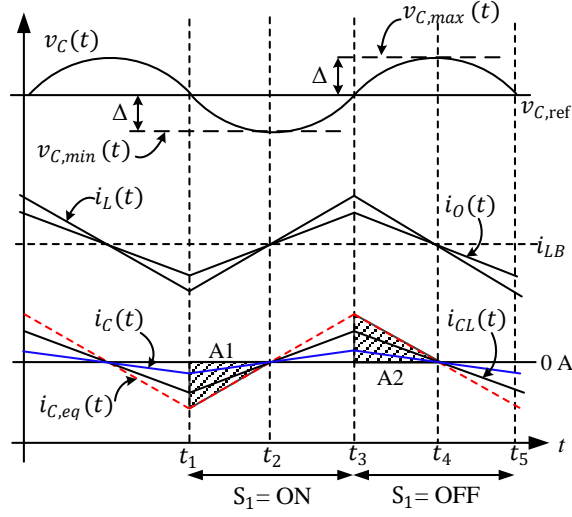 v_C(t)
v_{C,max}(t)
Δ
Δ
v_{C,ref}
v_{C,min}(t)
i_L(t)
i_O(t)
i_{LB}
i_C(t)
A1
i_{CL}(t)
0 A
A2
i_{C,eq}(t)
t_1 t_2 t_3 t_4 t_5 t
S_1= ON S_1= OFF